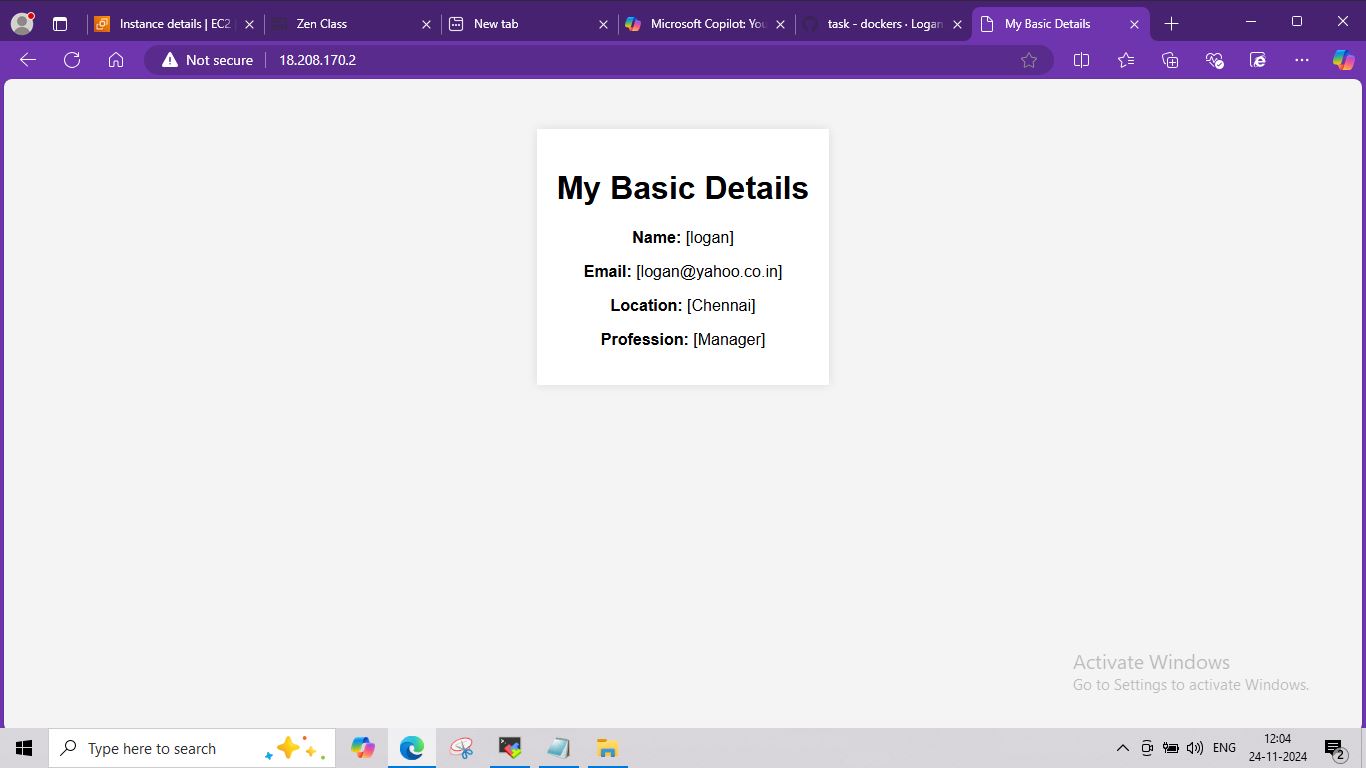 Instance details | EC2
Zen Class
New tab
Microsoft Copilot: You
task - dockers · Logan
My Basic Details
Not secure
18.208.170.2
My Basic Details
Name: [logan]
Email: [logan@yahoo.co.in]
Location: [Chennai]
Profession: [Manager]
Activate Windows
Go to Settings to activate Windows.
Type here to search
ENG
12:04
24-11-2024
2